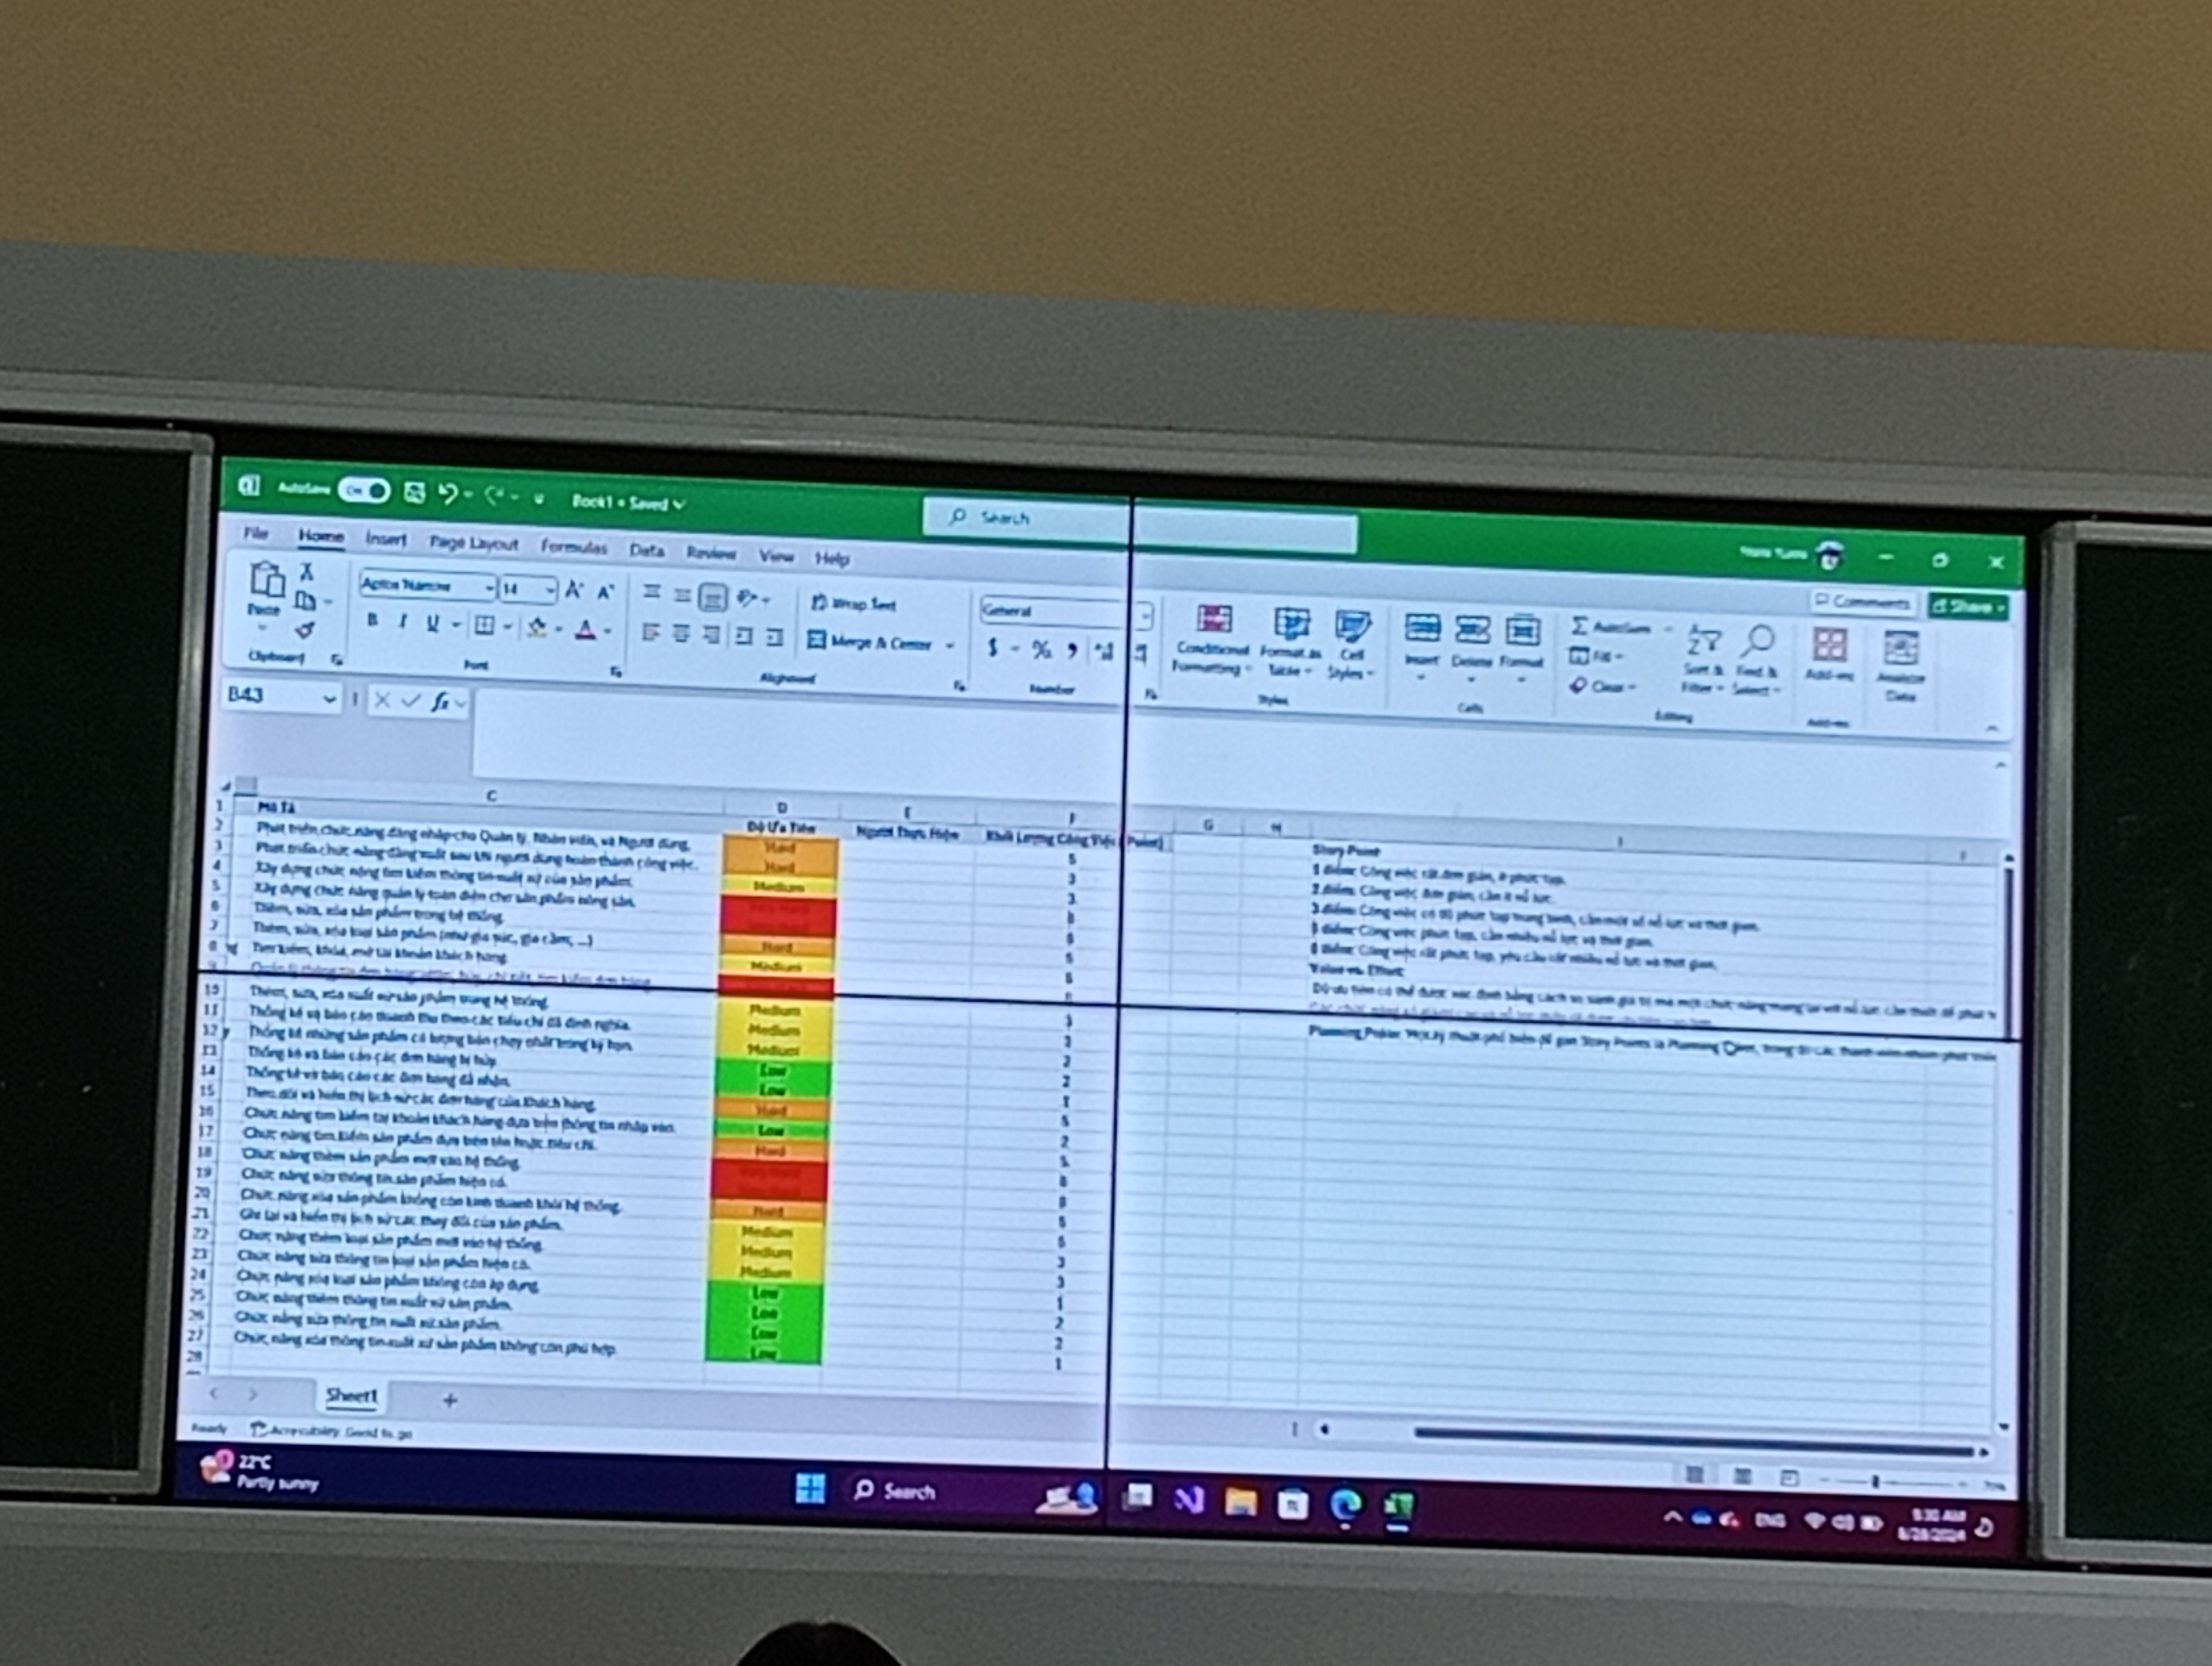 AutoSave On Book1 • Saved Search
File Home Insert Page Layout Formulas Data Review View Help
Comments Share
Paste Aptos Narrow 14 Wrap Text General Conditional Format as Cell Insert Delete Format AutoSum Sort & Find & Add-ins Analyze
B I U Merge & Center $ % Formatting Table Styles Fill Filter Select Data
Clear
Clipboard Font Alignment Number Styles Cells Editing Add-ins
B43 fx
C D E F G H I J
1 Mô Tả Độ Ưu Tiên Người Thực Hiện Khối Lượng Công Việc Point) Story Point
2 Phát triển chức năng đăng nhập cho Quản lý, Nhân viên, và Người dùng. Hard 5 1 điểm: Công việc rất đơn giản, ít phức tạp.
3 Phát triển chức năng đăng xuất sau khi người dùng hoàn thành công việc. Hard 3 2 điểm: Công việc đơn giản, cần ít nỗ lực.
4 Xây dựng chức năng tìm kiếm thông tin xuất xứ của sản phẩm. Medium 3 3 điểm: Công việc có độ phức tạp trung bình, cần một số nỗ lực và thời gian.
5 Xây dựng chức năng quản lý toàn diện cho sản phẩm nông sản. 8 5 điểm: Công việc phức tạp, cần nhiều nỗ lực và thời gian.
6 Thêm, sửa, xóa sản phẩm trong hệ thống. 8 điểm: Công việc rất phức tạp, yêu cầu rất nhiều nỗ lực và thời gian.
7 Thêm, sửa, xóa loại sản phẩm (như gia súc, gia cầm, ...) Hard 5 Value vs. Effort:
8 Tìm kiếm, khóa, mở tài khoản khách hàng. Medium Độ ưu tiên có thể được xác định bằng cách so sánh giá trị mà một chức năng mang lại với nỗ lực cần thiết để phát
9
10 Thêm, sửa, xóa xuất xứ sản phẩm trong hệ thống. Medium 3 Planning Poker: Một kỹ thuật phổ biến để gán Story Points là Planning Poker, trong đó các thành viên nhóm phát triển
11 Thống kê và báo cáo doanh thu theo các tiêu chí đã định nghĩa. Medium 3
12 Thống kê những sản phẩm có lượng bán chạy nhất trong kỳ hạn. Medium 2
13 Thống kê và báo cáo các đơn hàng bị hủy. Low 2
14 Thống kê và báo cáo các đơn hàng đã nhận. Low 1
15 Theo dõi và hiển thị lịch sử các đơn hàng của khách hàng. Hard 5
16 Chức năng tìm kiếm tài khoản khách hàng dựa trên thông tin nhập vào. Low 2
17 Chức năng tìm kiếm sản phẩm dựa trên tên hoặc tiêu chí. Hard 5
18 Chức năng thêm sản phẩm mới vào hệ thống. 8
19 Chức năng sửa thông tin sản phẩm hiện có. 8
20 Chức năng xóa sản phẩm không còn kinh doanh khỏi hệ thống. Hard 5
21 Ghi lại và hiển thị lịch sử các thay đổi của sản phẩm. Medium
22 Chức năng thêm loại sản phẩm mới vào hệ thống. Medium 3
23 Chức năng sửa thông tin loại sản phẩm hiện có. Medium 3
24 Chức năng xóa loại sản phẩm không còn áp dụng. Low 1
25 Chức năng thêm thông tin xuất xứ sản phẩm. Low 2
26 Chức năng sửa thông tin xuất xứ sản phẩm. Low 2
27 Chức năng xóa thông tin xuất xứ sản phẩm không còn phù hợp. Low 1
28
Sheet1 +
Ready Accessibility: Good to go
22°C
Partly sunny
Search
ENG